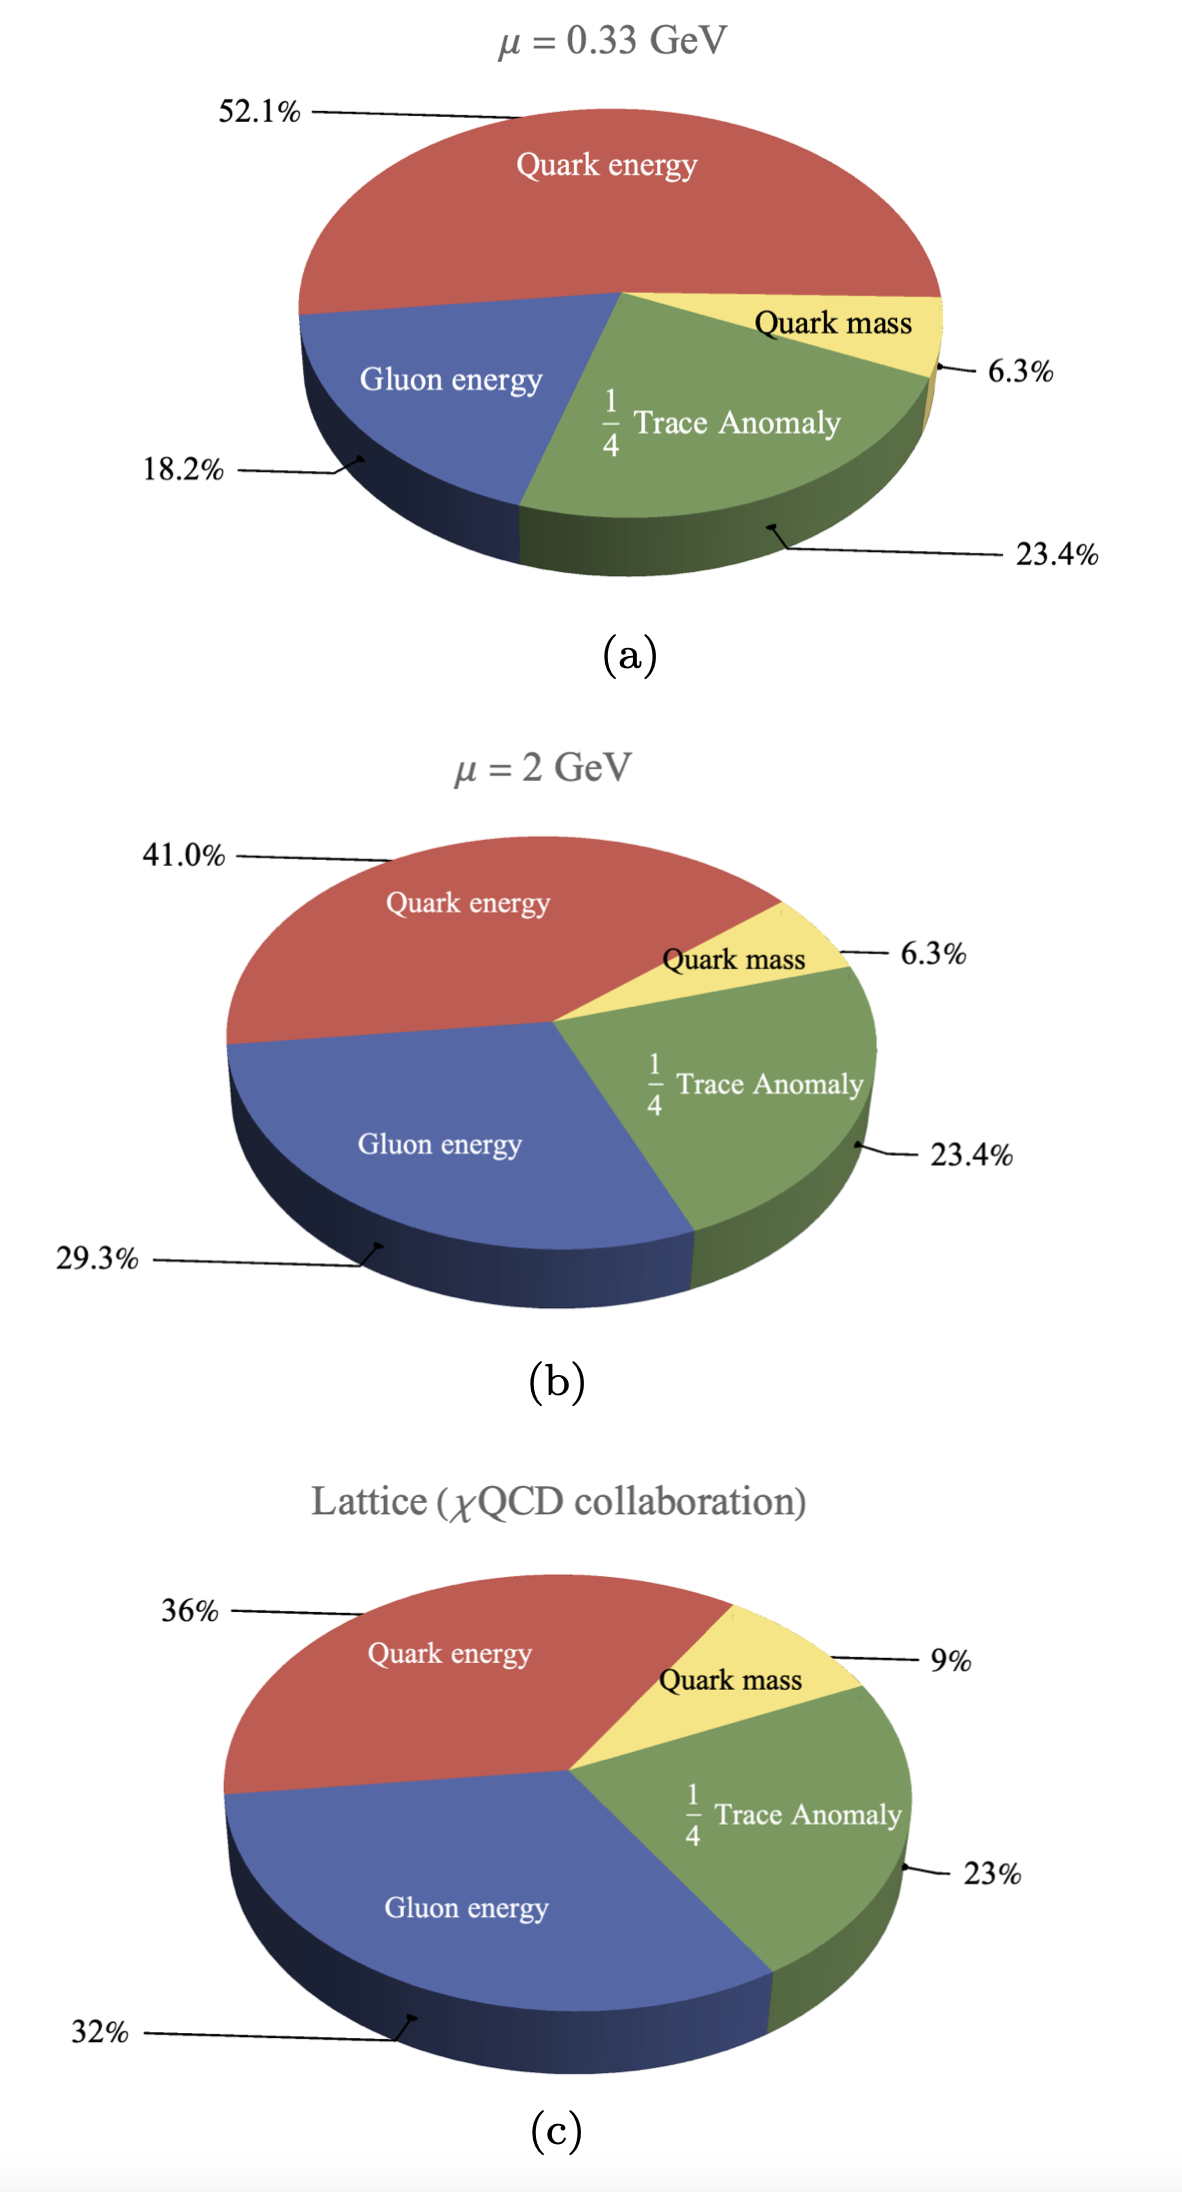 μ = 0.33 GeV
52.1%
Quark energy
Quark mass
6.3%
Gluon energy
1/4 Trace Anomaly
18.2%
23.4%
(a)
μ = 2 GeV
41.0%
Quark energy
6.3%
Quark mass
1/4 Trace Anomaly
Gluon energy
23.4%
29.3%
(b)
Lattice (χQCD collaboration)
36%
Quark energy
9%
Quark mass
1/4 Trace Anomaly
23%
Gluon energy
32%
(c)